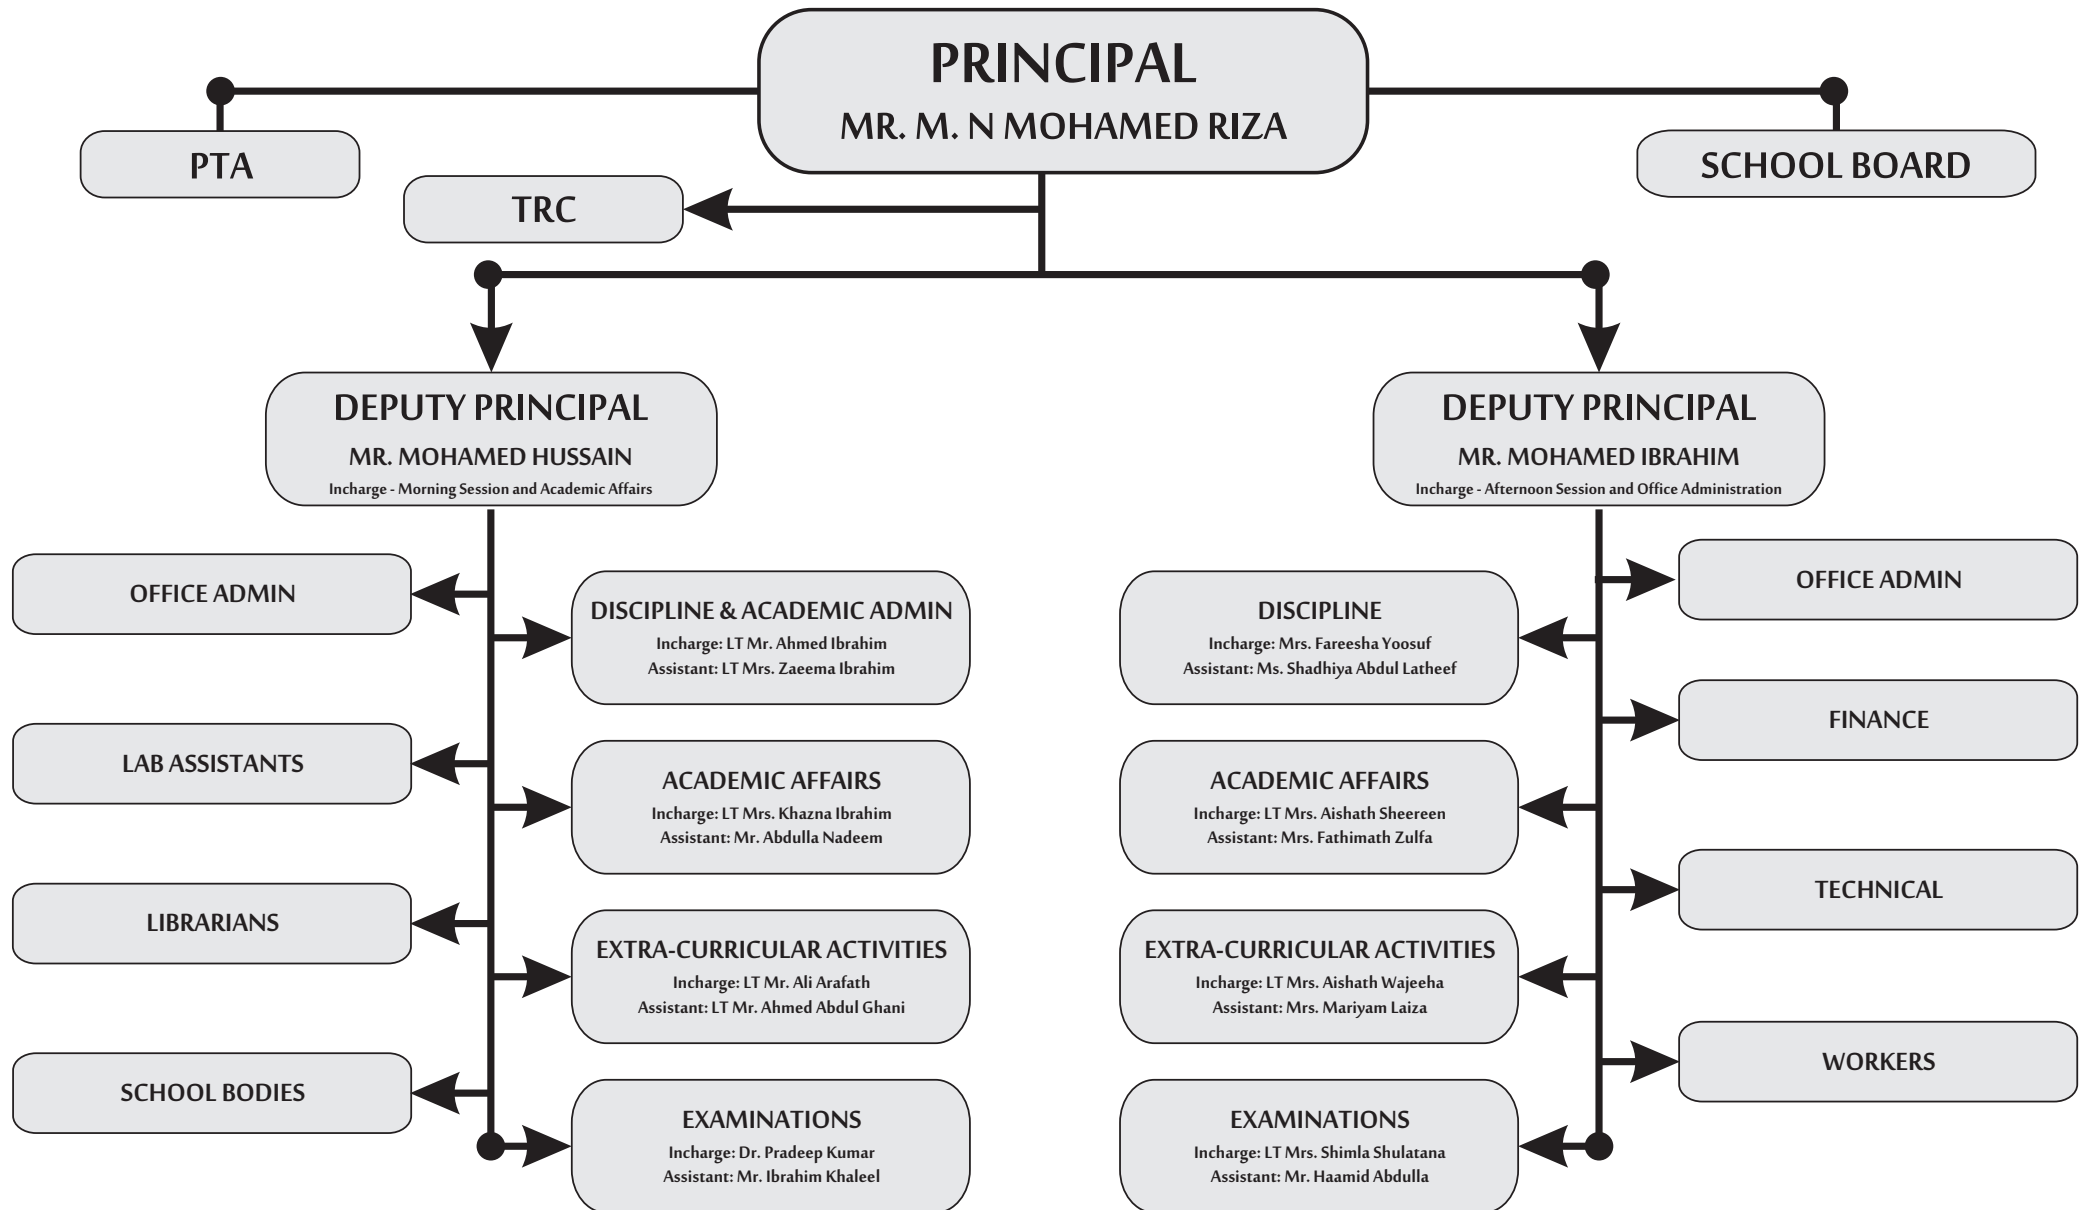 PRINCIPAL
MR. M. N MOHAMED RIZA
PTA
SCHOOL BOARD
TRC
DEPUTY PRINCIPAL
MR. MOHAMED HUSSAIN
Incharge - Morning Session and Academic Affairs
DEPUTY PRINCIPAL
MR. MOHAMED IBRAHIM
Incharge - Afternoon Session and Office Administration
OFFICE ADMIN
LAB ASSISTANTS
LIBRARIANS
SCHOOL BODIES
DISCIPLINE & ACADEMIC ADMIN
Incharge: LT Mr. Ahmed Ibrahim
Assistant: LT Mrs. Zaeema Ibrahim
ACADEMIC AFFAIRS
Incharge: LT Mrs. Khazna Ibrahim
Assistant: Mr. Abdulla Nadeem
EXTRA-CURRICULAR ACTIVITIES
Incharge: LT Mr. Ali Arafath
Assistant: LT Mr. Ahmed Abdul Ghani
EXAMINATIONS
Incharge: Dr. Pradeep Kumar
Assistant: Mr. Ibrahim Khaleel
DISCIPLINE
Incharge: Mrs. Fareesha Yoosuf
Assistant: Ms. Shadhiya Abdul Latheef
ACADEMIC AFFAIRS
Incharge: LT Mrs. Aishath Sheereen
Assistant: Mrs. Fathimath Zulfa
EXTRA-CURRICULAR ACTIVITIES
Incharge: LT Mrs. Aishath Wajeeha
Assistant: Mrs. Mariyam Laiza
EXAMINATIONS
Incharge: LT Mrs. Shimla Shulatana
Assistant: Mr. Haamid Abdulla
OFFICE ADMIN
FINANCE
TECHNICAL
WORKERS